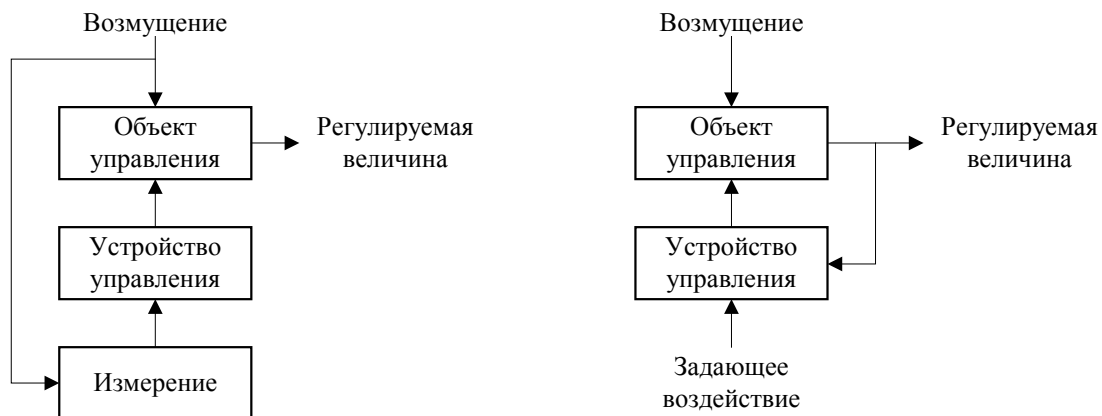 Возмущение
Объект
управления
Регулируемая
величина
Устройство
управления
Измерение
Возмущение
Объект
управления
Регулируемая
величина
Устройство
управления
Задающее
воздействие